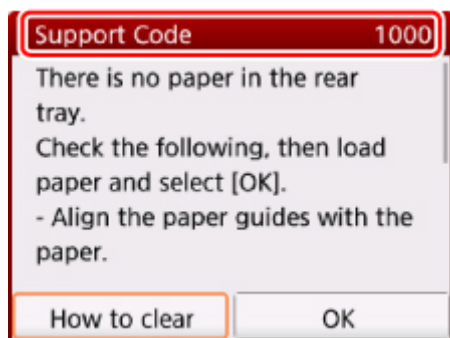 Support Code 1000
There is no paper in the rear
tray.
Check the following, then load
paper and select [OK].
- Align the paper guides with the
paper.
How to clear OK